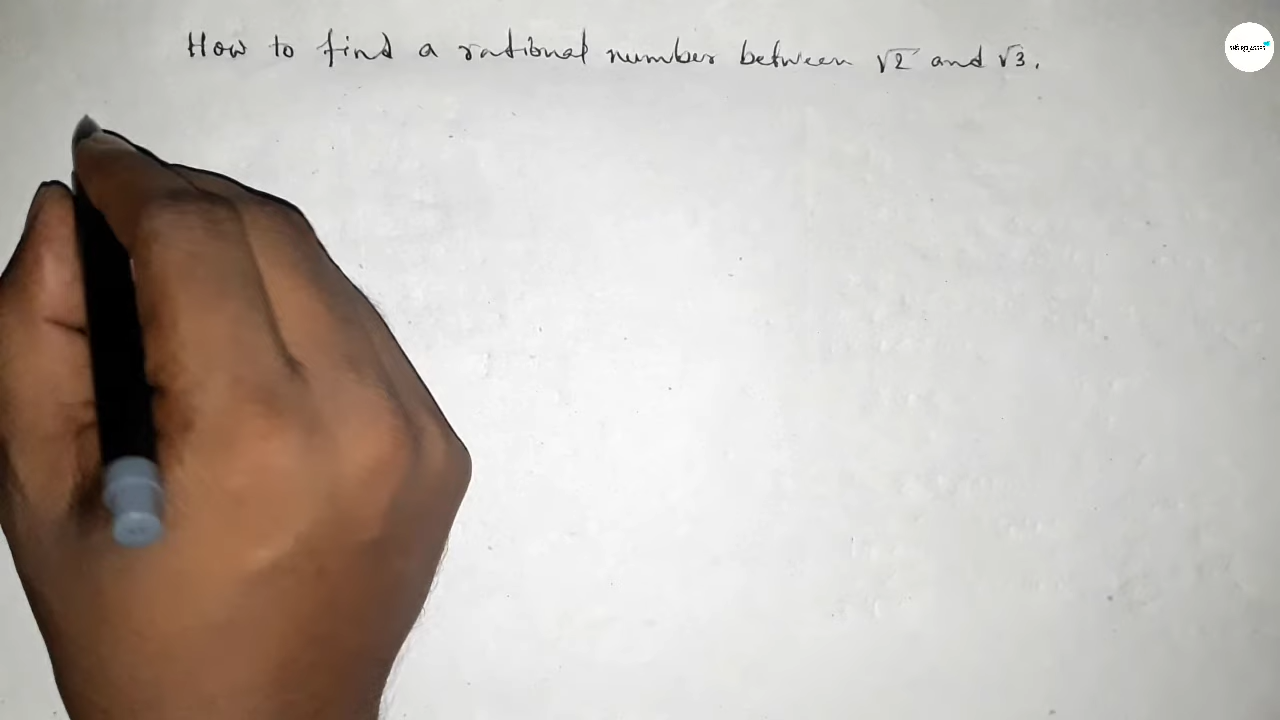 How to find a rational number between √2 and √3.